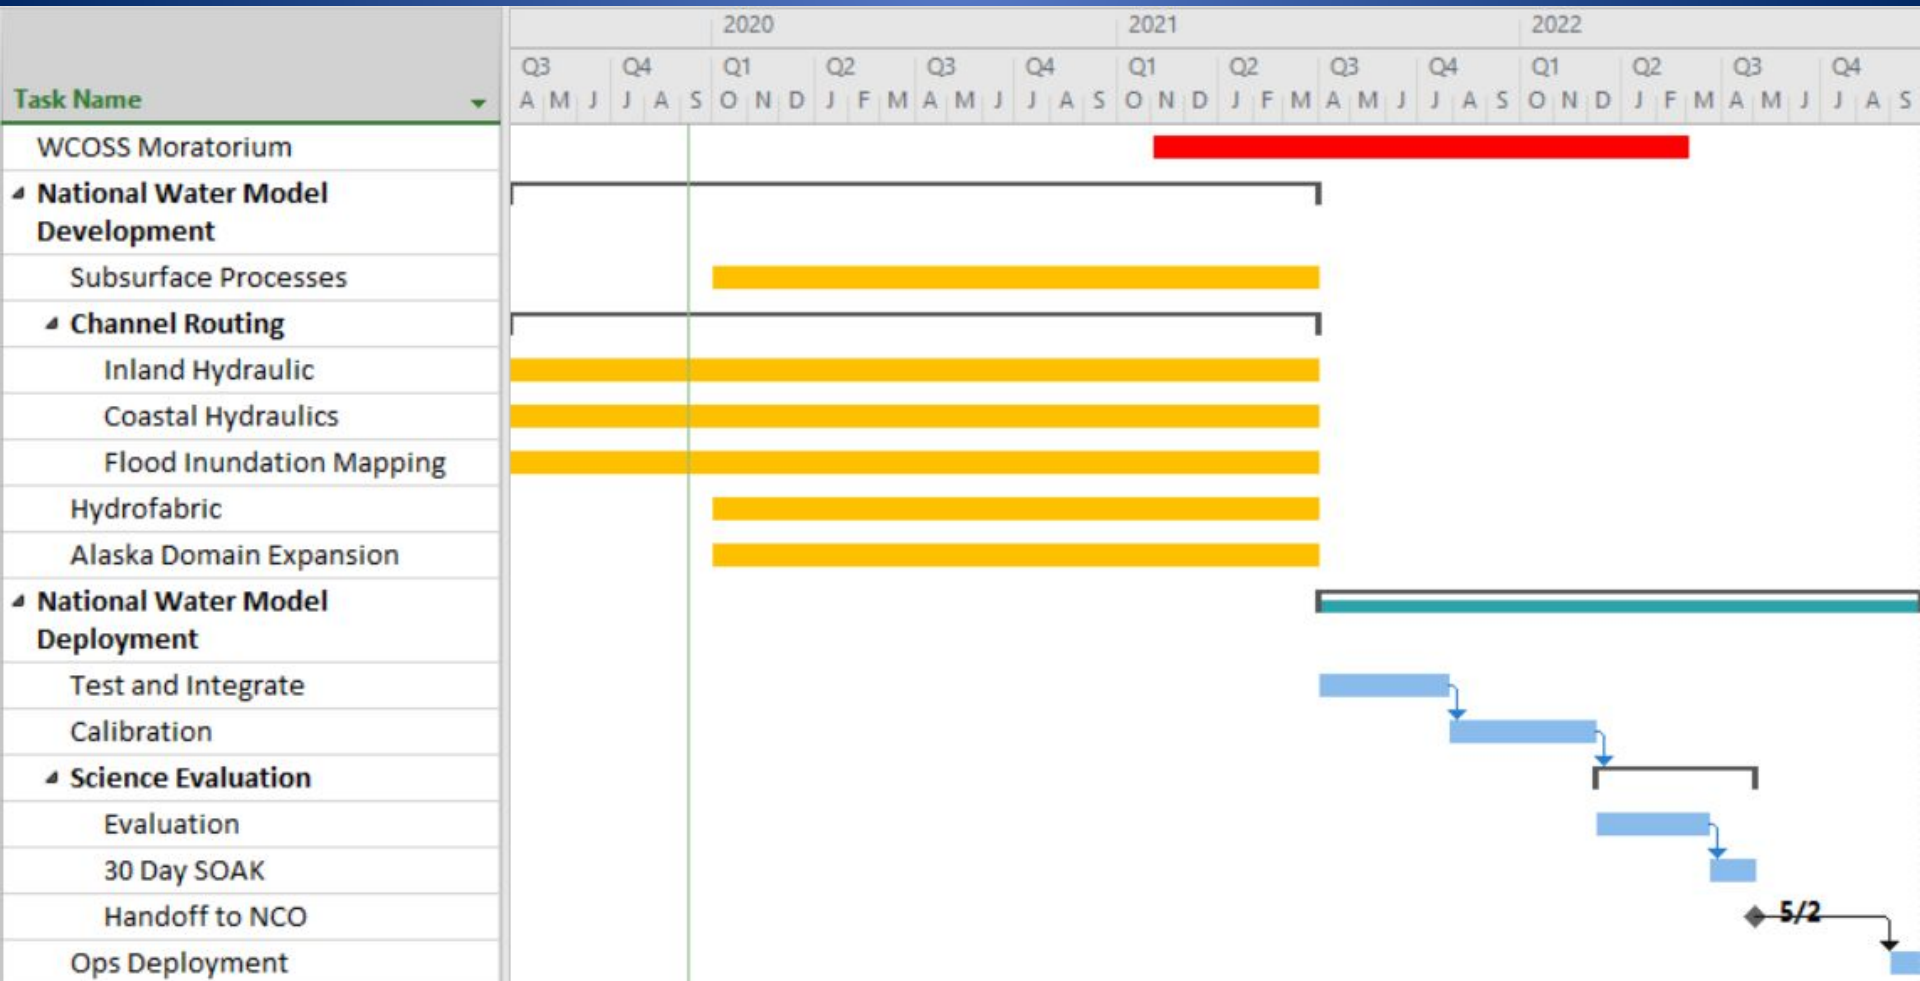 2020 2021 2022
Q3 Q4 Q1 Q2 Q3 Q4 Q1 Q2 Q3 Q4 Q1 Q2 Q3 Q4
Task Name A M J J A S O N D J F M A M J J A S O N D J F M A M J J A S O N D J F M A M J J A S
WCOSS Moratorium
National Water Model
Development
Subsurface Processes
Channel Routing
Inland Hydraulic
Coastal Hydraulics
Flood Inundation Mapping
Hydrofabric
Alaska Domain Expansion
National Water Model
Deployment
Test and Integrate
Calibration
Science Evaluation
Evaluation
30 Day SOAK
Handoff to NCO 5/2
Ops Deployment